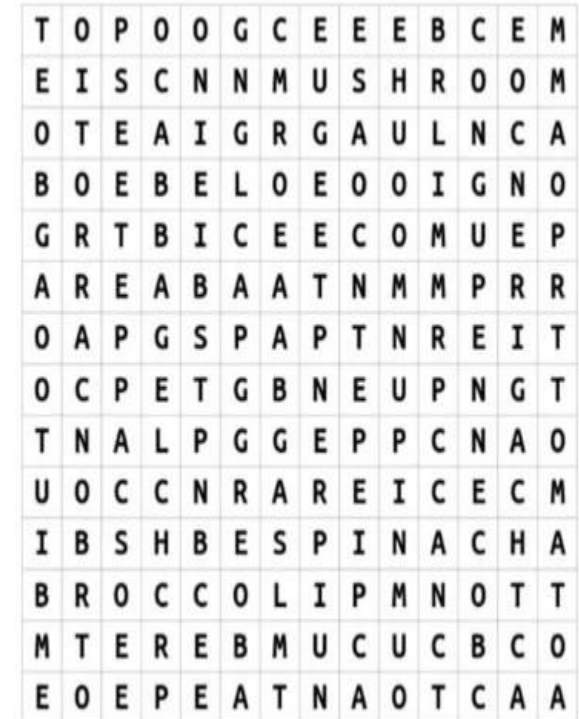 T O P O O G C E E E B C E M
E I S C N N M U S H R O O M
O T E A I G R G A U L N C A
B O E B E L O E O O I G N O
G R T B I C E E C O M U E P
A R E A B A A T N M M P R R
O A P G S P A P T N R E I T
O C P E T G B N E U P N G T
T N A L P G G E P P C N A O
U O C C N R A R E I C E C M
I B S H B E S P I N A C H A
B R O C C O L I P M N O T T
M T E R E B M U C U C B C O
E O E P E A T N A O T C A A